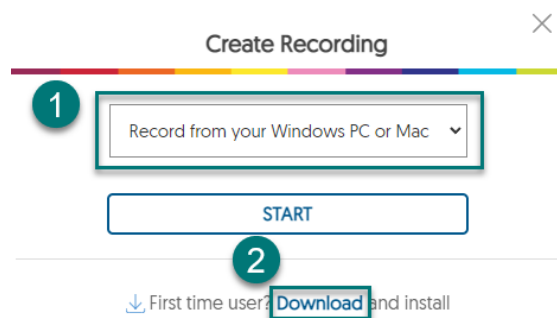 Create Recording
1
Record from your Windows PC or Mac
START
2
First time user? Download and install